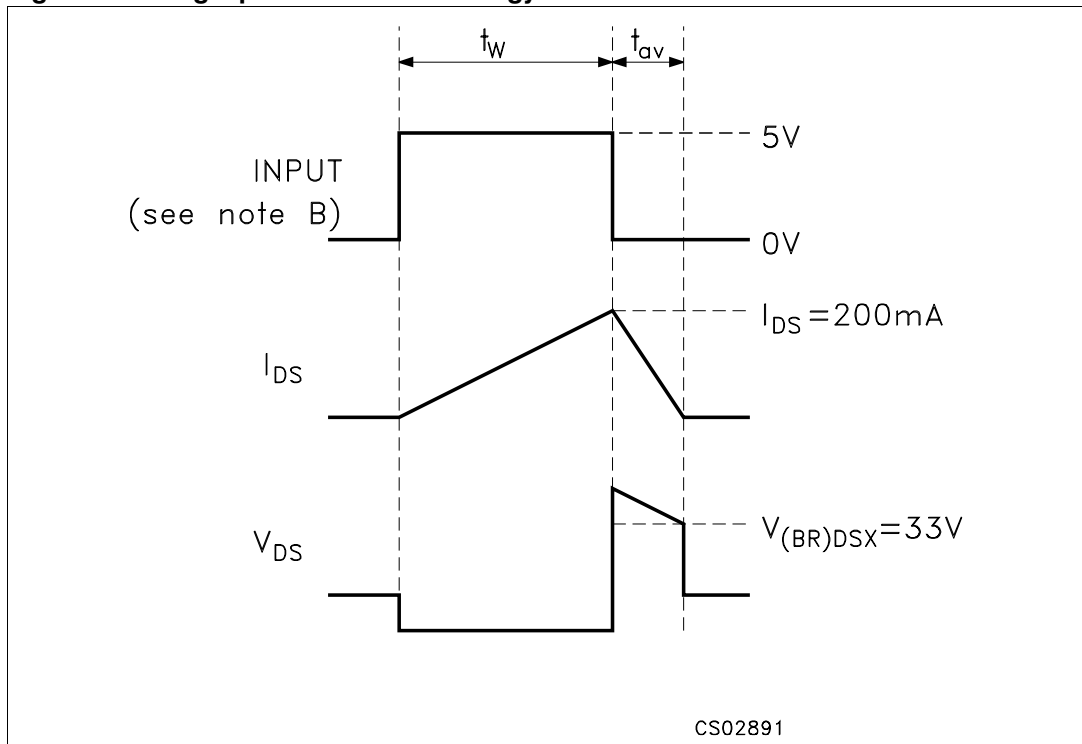 t_W t_av
5V
INPUT
(see note B)
0V
I_DS=200mA
I_DS
V_(BR)DSX=33V
V_DS
CS02891